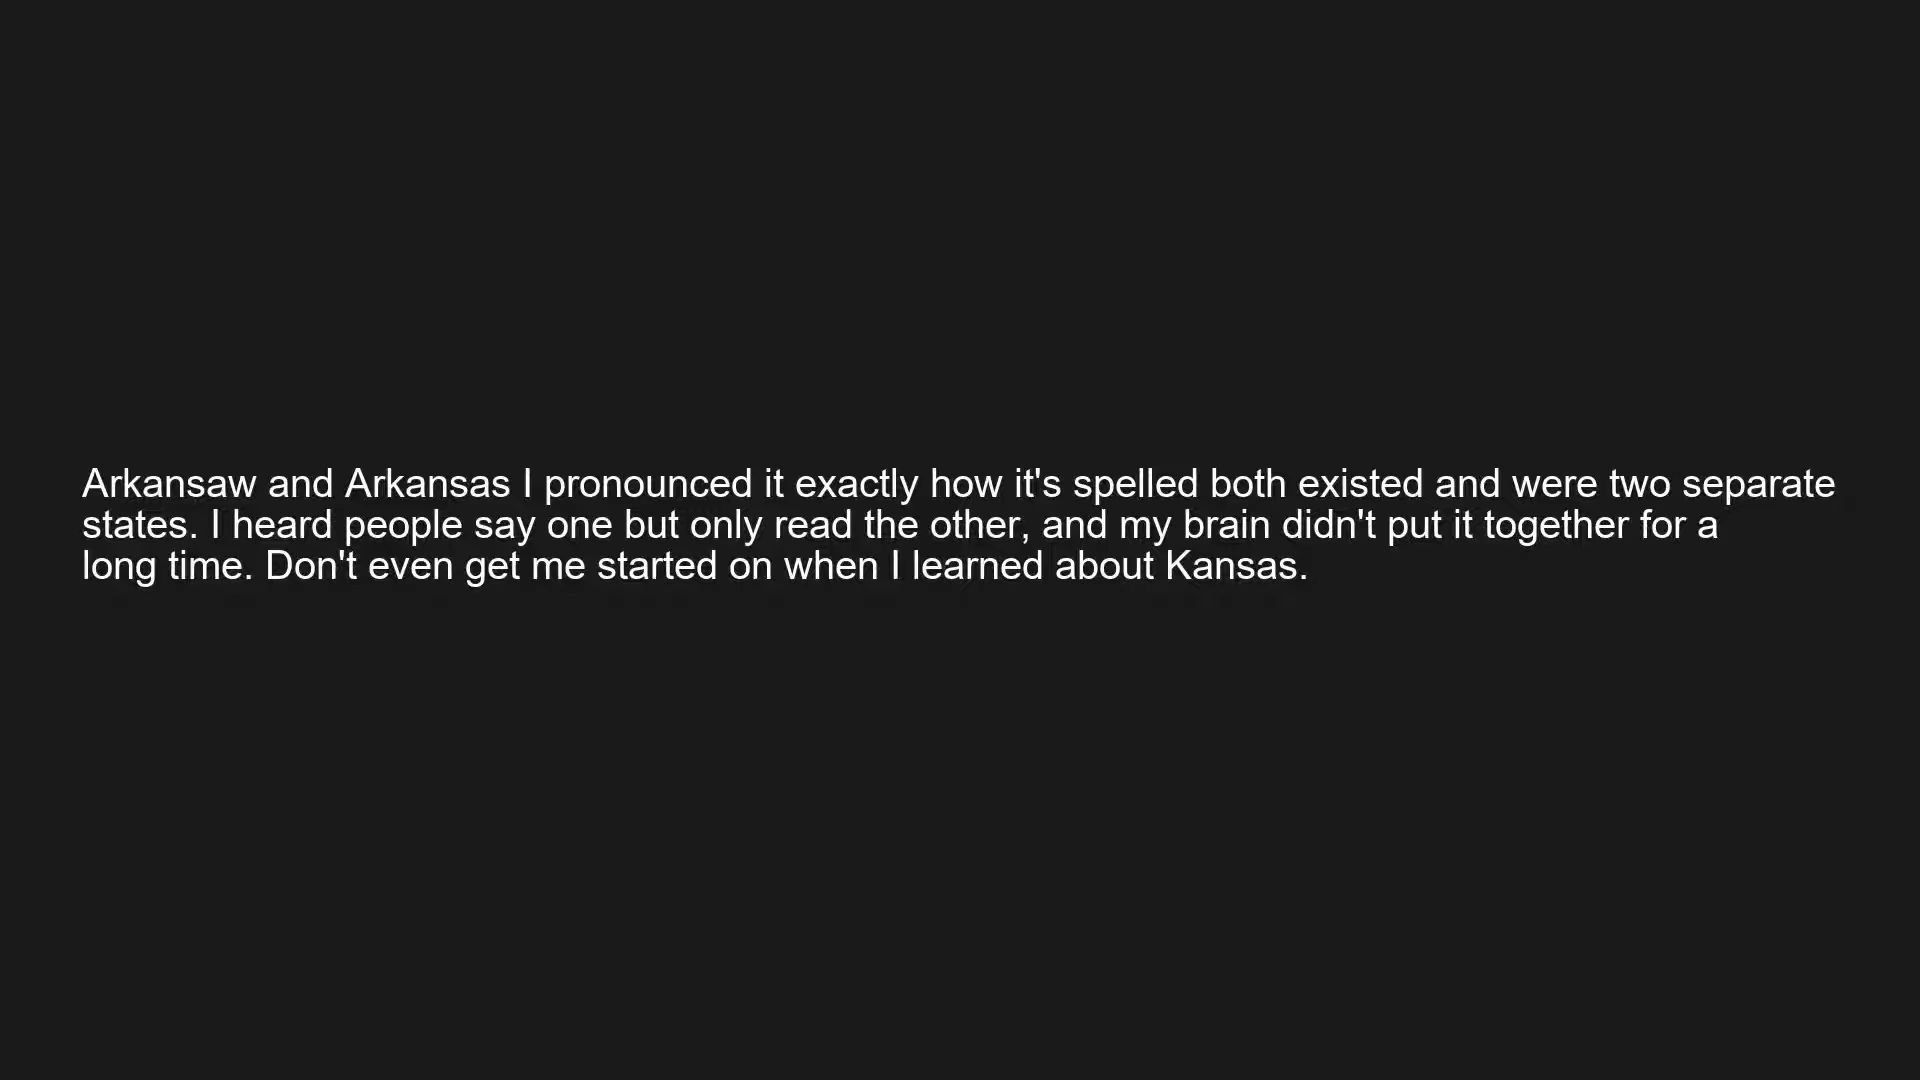 Arkansaw and Arkansas I pronounced it exactly how it's spelled both existed and were two separate
states. I heard people say one but only read the other, and my brain didn't put it together for a
long time. Don't even get me started on when I learned about Kansas.